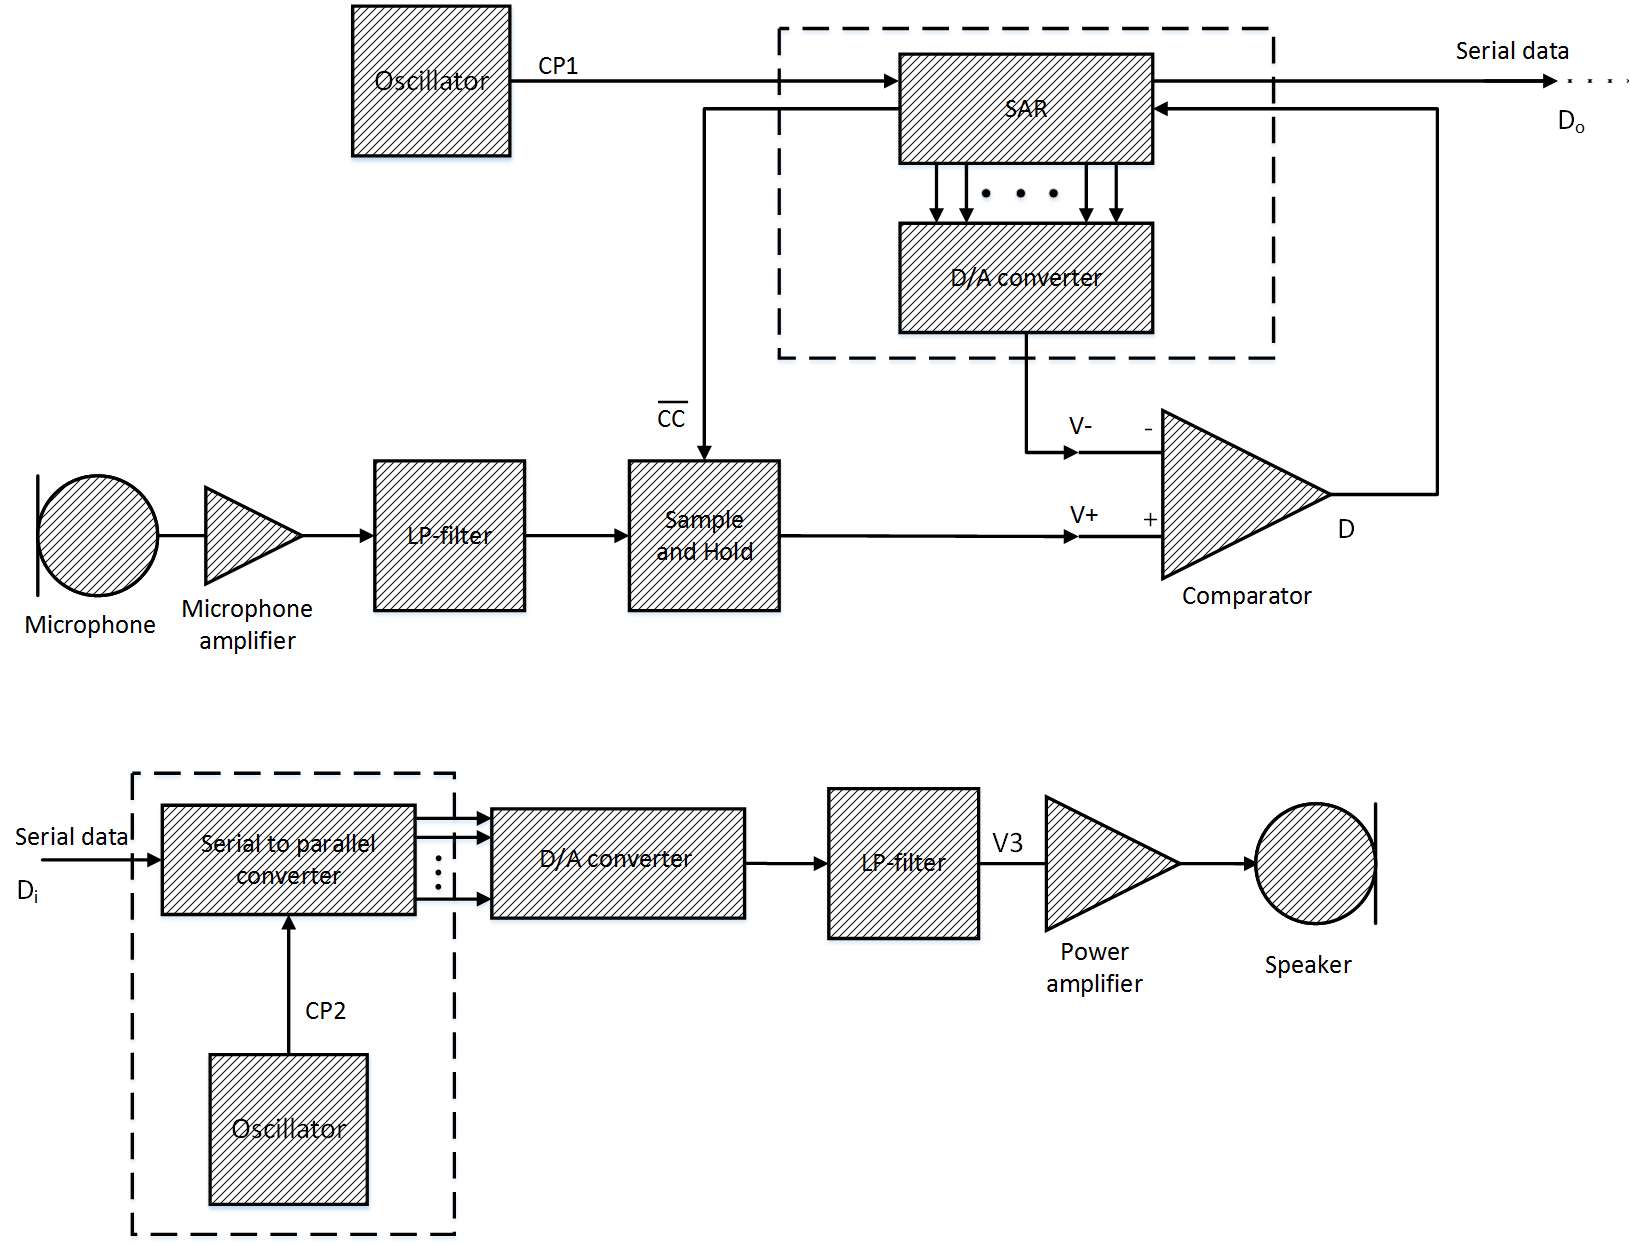 Oscillator
CP1
SAR
Serial data
Do
D/A converter
CC
V-
-
V+
+
D
Comparator
Microphone
Microphone
amplifier
LP-filter
Sample
and Hold
Serial data
Di
Serial to parallel
converter
D/A converter
LP-filter
V3
Power
amplifier
Speaker
CP2
Oscillator